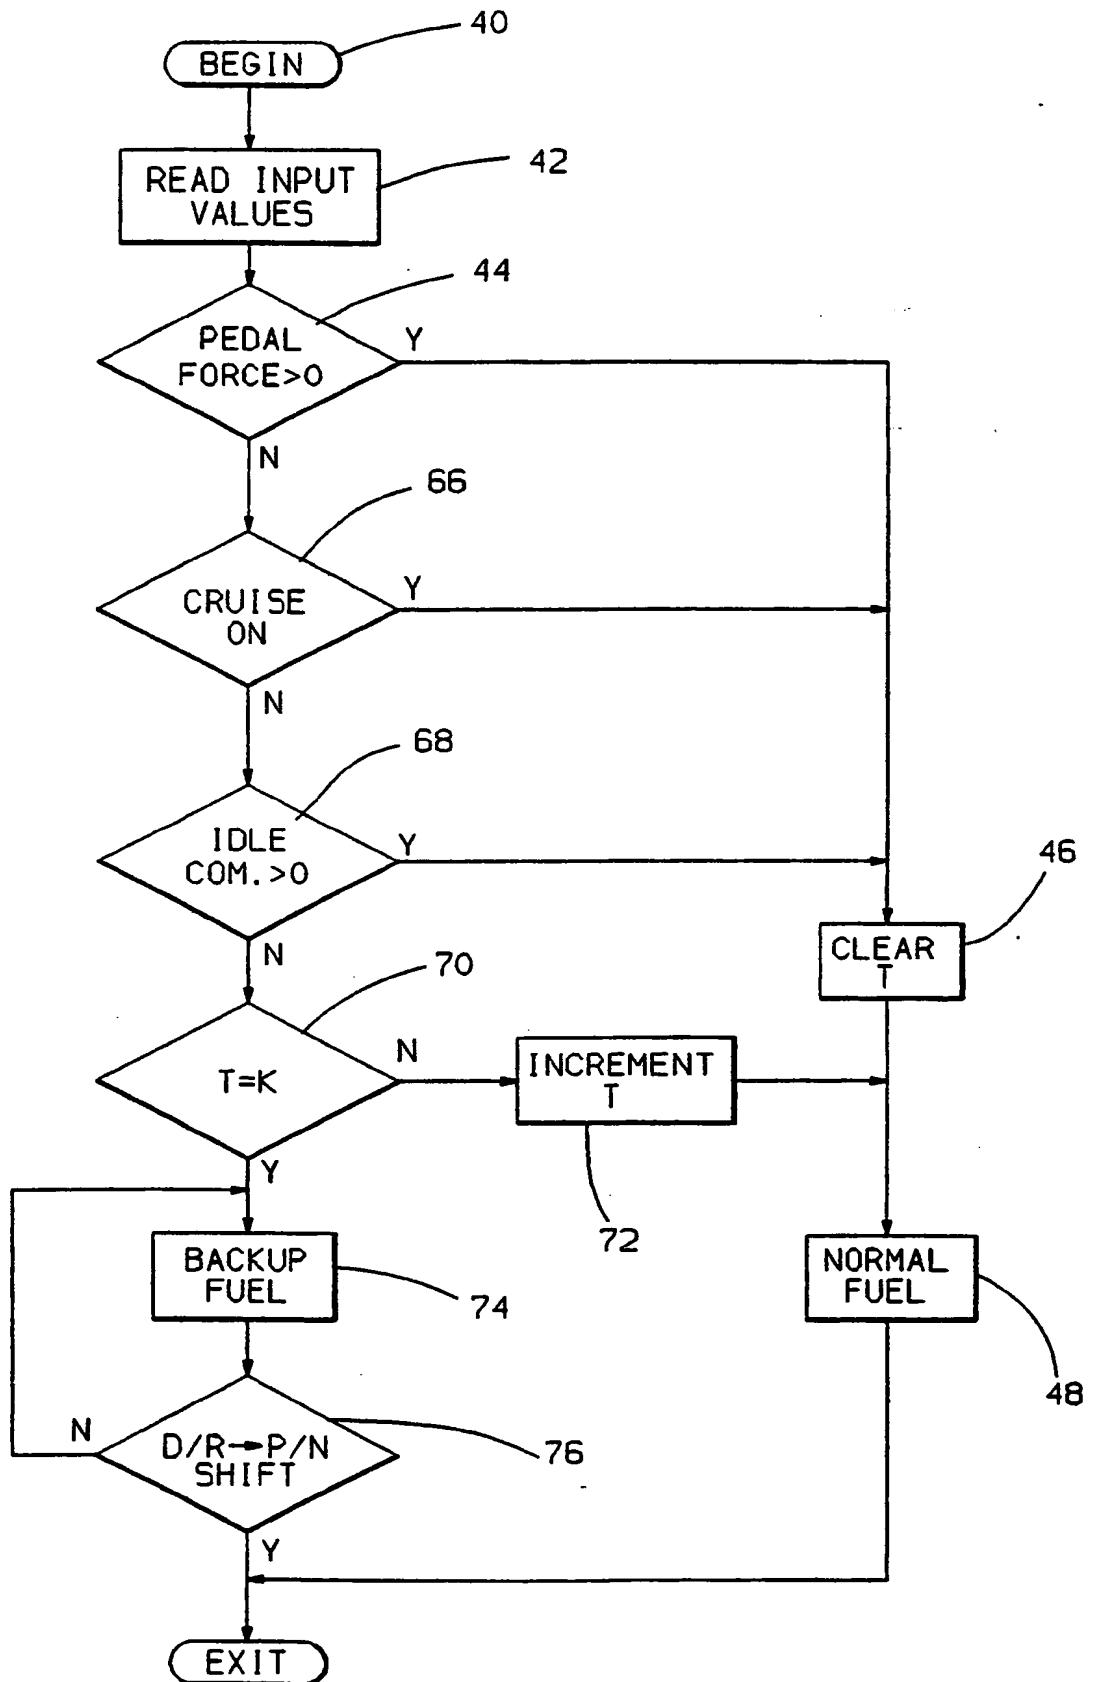 40
BEGIN
READ INPUT
VALUES
42
44
PEDAL
FORCE>0
Y
N
66
CRUISE
ON
Y
N
68
IDLE
COM.>0
Y
N
46
CLEAR
T
70
T=K
N
INCREMENT
T
72
Y
BACKUP
FUEL
74
NORMAL
FUEL
48
N
D/R→P/N
SHIFT
76
Y
EXIT